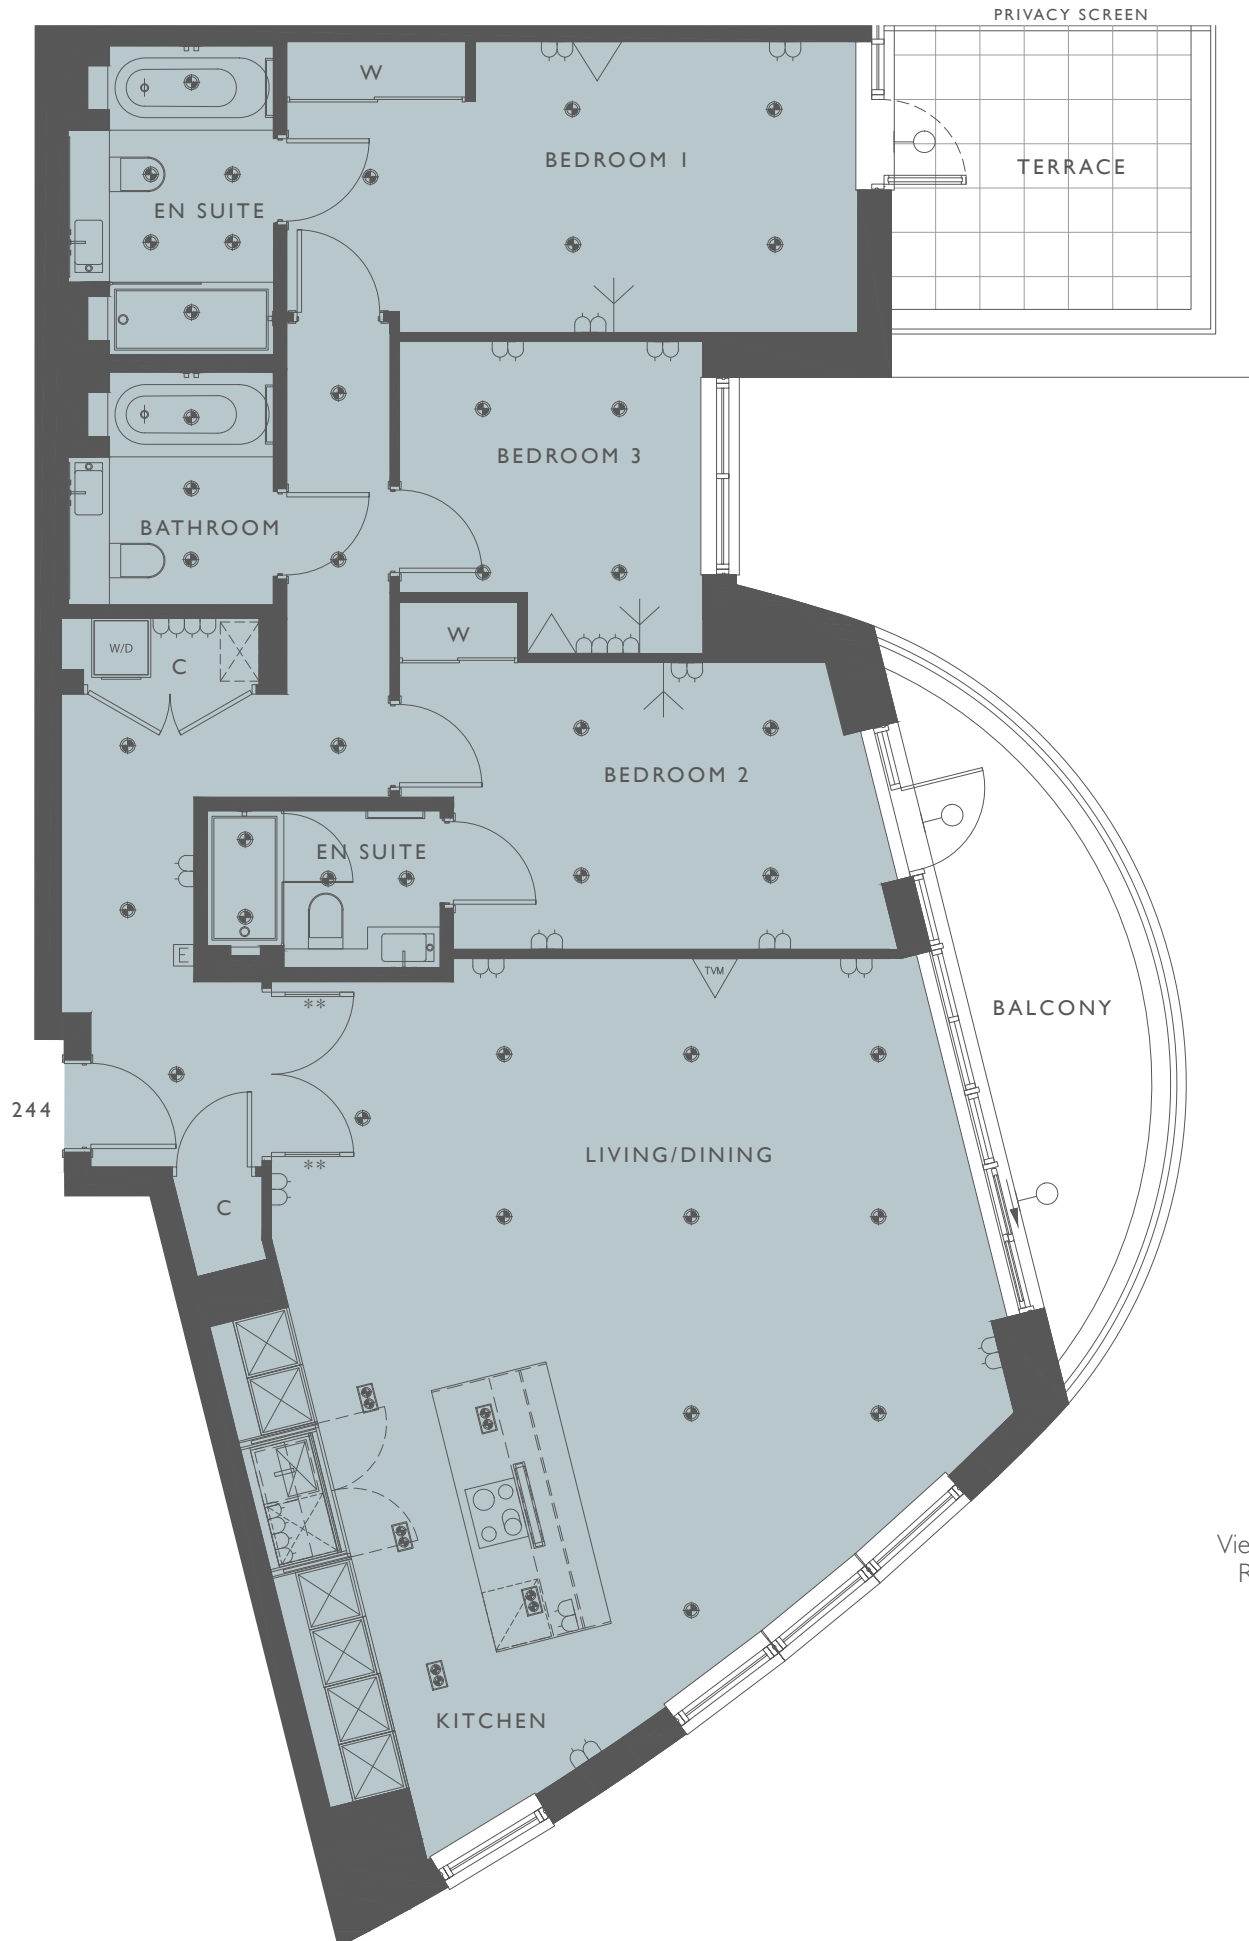 PRIVACY SCREEN
W
BEDROOM 1
TERRACE
EN SUITE
BEDROOM 3
BATHROOM
W
W/D
C
BEDROOM 2
EN SUITE
E
TVM
**
BALCONY
244
LIVING/DINING
**
C
Vie
R
KITCHEN